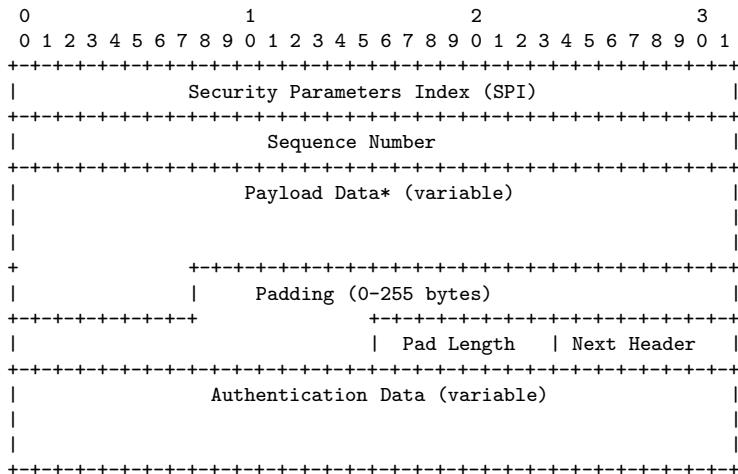 0                   1                   2                   3
 0 1 2 3 4 5 6 7 8 9 0 1 2 3 4 5 6 7 8 9 0 1 2 3 4 5 6 7 8 9 0 1
+-+-+-+-+-+-+-+-+-+-+-+-+-+-+-+-+-+-+-+-+-+-+-+-+-+-+-+-+-+-+-+-+
|               Security Parameters Index (SPI)                 |
+-+-+-+-+-+-+-+-+-+-+-+-+-+-+-+-+-+-+-+-+-+-+-+-+-+-+-+-+-+-+-+-+
|                      Sequence Number                          |
+-+-+-+-+-+-+-+-+-+-+-+-+-+-+-+-+-+-+-+-+-+-+-+-+-+-+-+-+-+-+-+-+
|                    Payload Data* (variable)                   |
|                                                               |
|                                                               |
+               +-+-+-+-+-+-+-+-+-+-+-+-+-+-+-+-+-+-+-+-+-+-+-+-+
|               |     Padding (0-255 bytes)                     |
+-+-+-+-+-+-+-+-+               +-+-+-+-+-+-+-+-+-+-+-+-+-+-+-+-+
|                               |  Pad Length   | Next Header   |
+-+-+-+-+-+-+-+-+-+-+-+-+-+-+-+-+-+-+-+-+-+-+-+-+-+-+-+-+-+-+-+-+
|                 Authentication Data (variable)                |
|                                                               |
|                                                               |
+-+-+-+-+-+-+-+-+-+-+-+-+-+-+-+-+-+-+-+-+-+-+-+-+-+-+-+-+-+-+-+-+